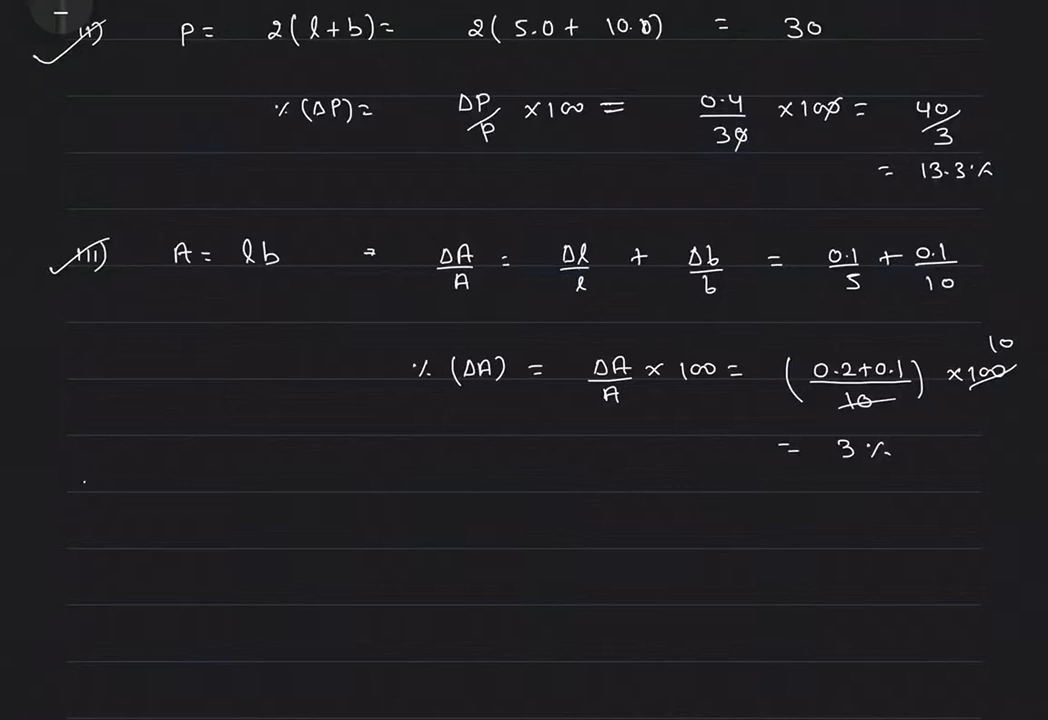 ii) P = 2(l+b) = 2(5.0 + 10.0) = 30
% (ΔP) = ΔP/P × 100 = 0.4/30 × 100 = 40/3
= 13.3%
iii) A = lb ⇒ ΔA/A = Δl/l + Δb/b = 0.1/5 + 0.1/10
% (ΔA) = ΔA/A × 100 = (0.2+0.1/10) × 100 10
= 3%